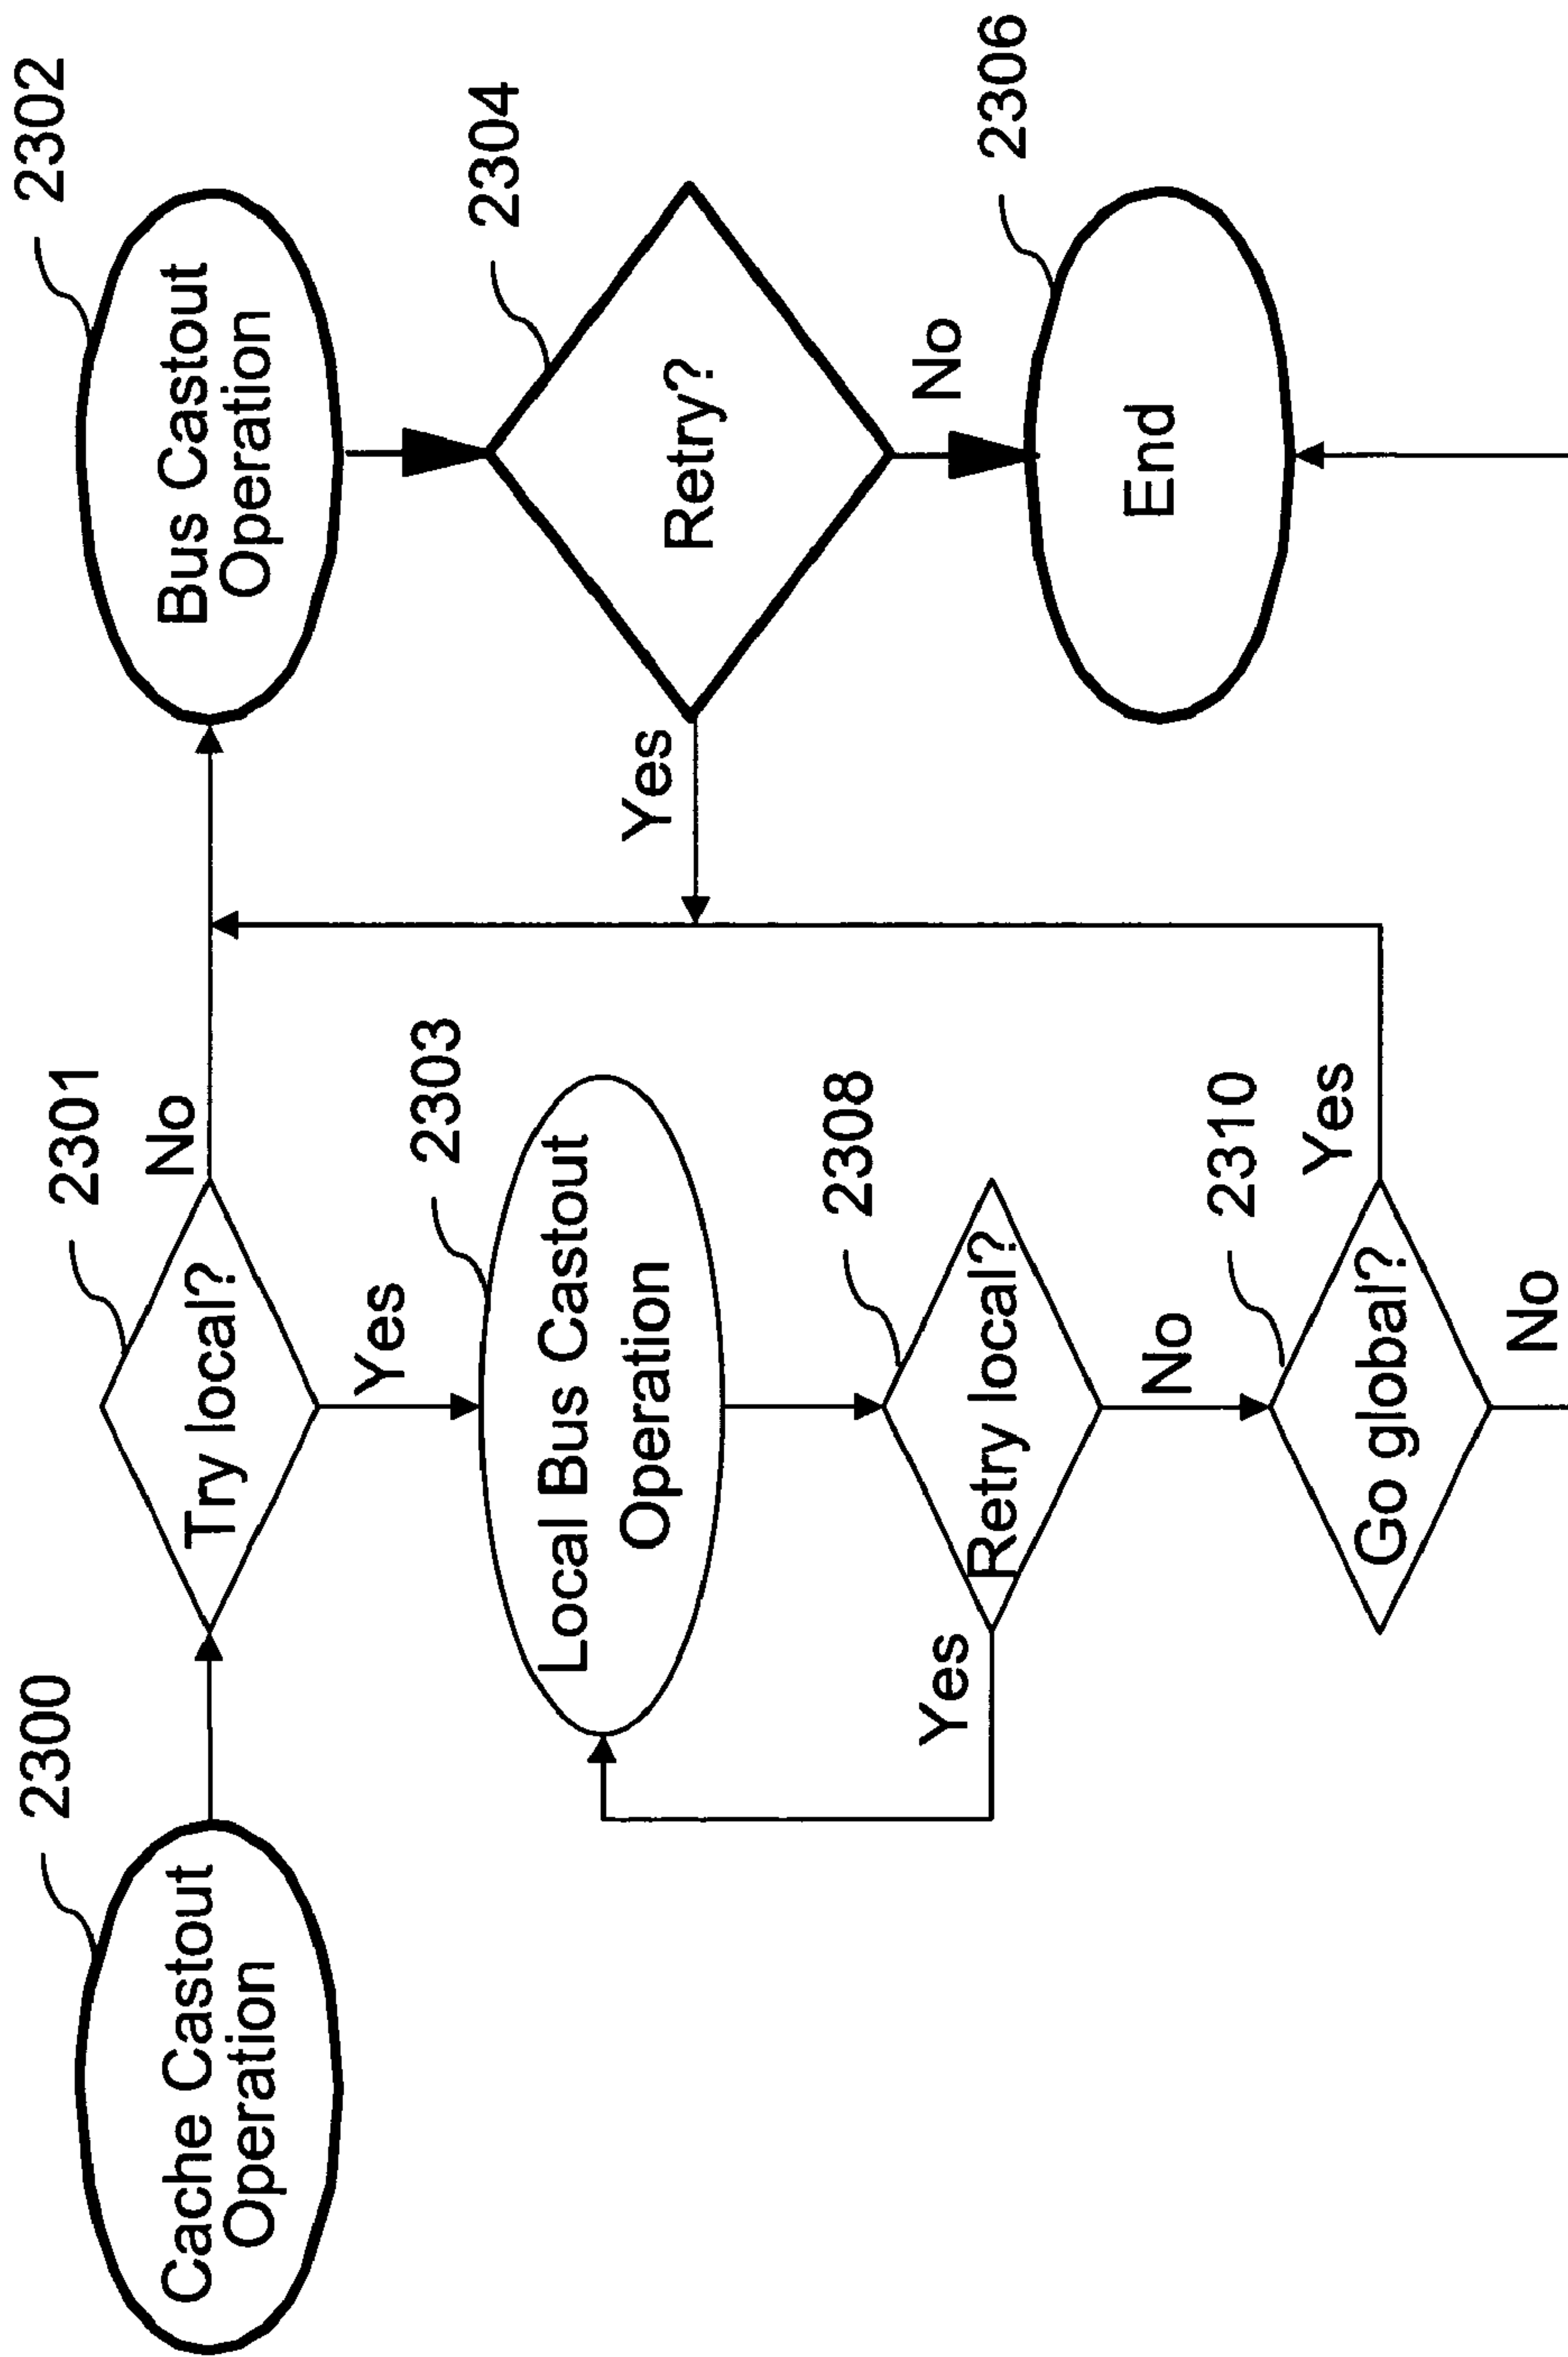 2300
Cache Castout
Operation
2301
Try local?
No
Yes
2302
Bus Castout
Operation
2303
Local Bus Castout
Operation
2304
Retry?
Yes
No
2308
Retry local?
Yes
No
2310
Go global?
Yes
No
2306
End